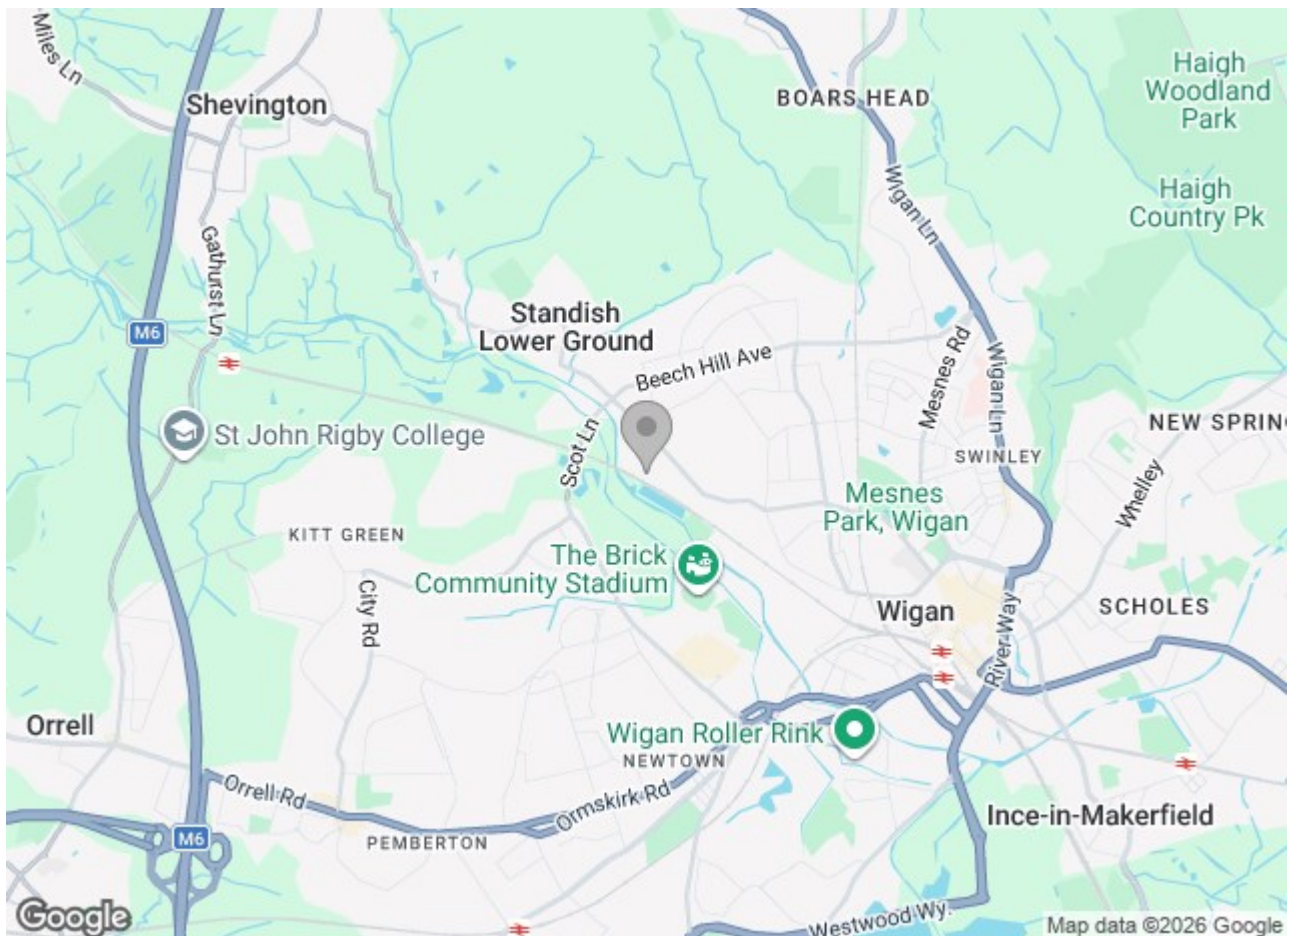 Miles Ln
Shevington
BOARS HEAD
Haigh
Woodland
Park
Haigh
Country Pk
Wigan Ln
Gathurst Ln
M6
Standish
Lower Ground
Beech Hill Ave
Mesnes Rd
Wigan Ln
St John Rigby College
Scot Ln
NEW SPRIN
SWINLEY
Whelley
Mesnes
Park, Wigan
KITT GREEN
The Brick
Community Stadium
City Rd
Wigan
SCHOLES
River Way
Orrell
Wigan Roller Rink
NEWTOWN
Orrell Rd
Ormskirk Rd
M6
PEMBERTON
Ince-in-Makerfield
Westwood Wy.
Google
Map data ©2026 Google